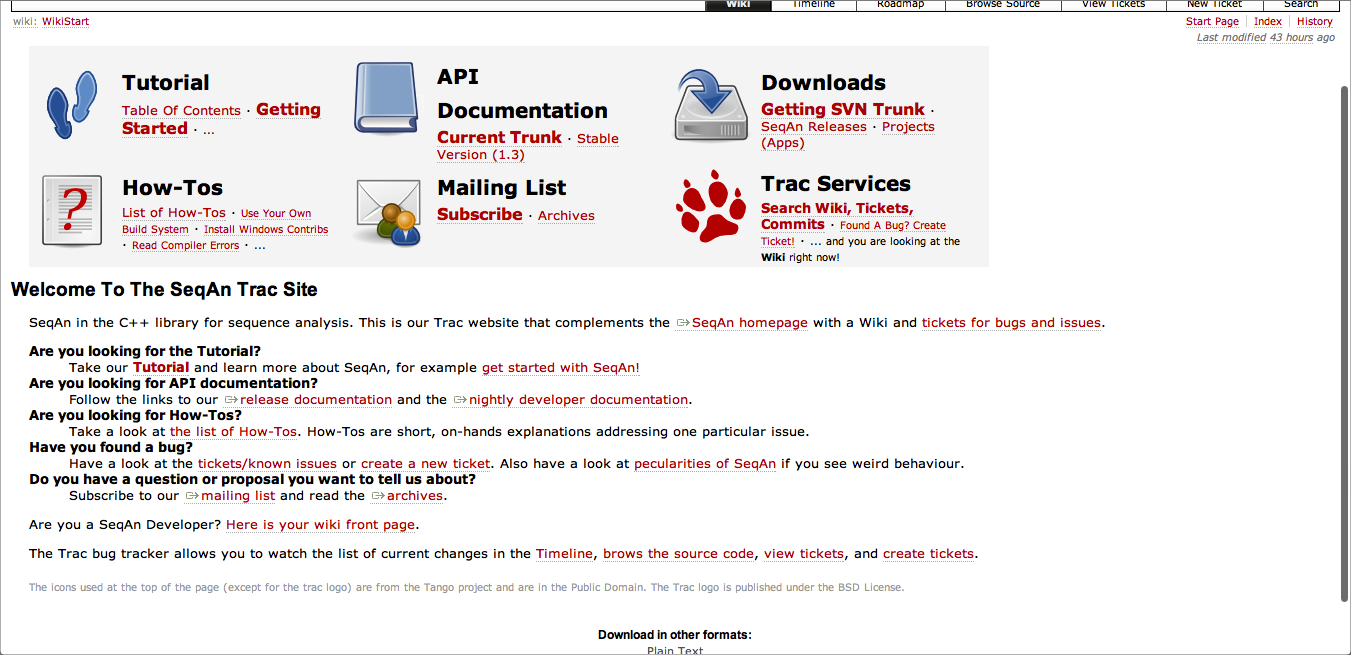 Wiki Timeline Roadmap Browse Source View Tickets New Ticket Search
wiki: WikiStart
Start Page Index History
Last modified 43 hours ago
Tutorial
Table Of Contents · Getting
Started · ...
API
Documentation
Current Trunk · Stable
Version (1.3)
Downloads
Getting SVN Trunk ·
SeqAn Releases · Projects
(Apps)
How-Tos
List of How-Tos · Use Your Own
Build System · Install Windows Contribs
· Read Compiler Errors · ...
Mailing List
Subscribe · Archives
Trac Services
Search Wiki, Tickets,
Commits · Found A Bug? Create
Ticket! · ... and you are looking at the
Wiki right now!
Welcome To The SeqAn Trac Site
SeqAn in the C++ library for sequence analysis. This is our Trac website that complements the SeqAn homepage with a Wiki and tickets for bugs and issues.
Are you looking for the Tutorial?
Take our Tutorial and learn more about SeqAn, for example get started with SeqAn!
Are you looking for API documentation?
Follow the links to our release documentation and the nightly developer documentation.
Are you looking for How-Tos?
Take a look at the list of How-Tos. How-Tos are short, on-hands explanations addressing one particular issue.
Have you found a bug?
Have a look at the tickets/known issues or create a new ticket. Also have a look at pecularities of SeqAn if you see weird behaviour.
Do you have a question or proposal you want to tell us about?
Subscribe to our mailing list and read the archives.
Are you a SeqAn Developer? Here is your wiki front page.
The Trac bug tracker allows you to watch the list of current changes in the Timeline, brows the source code, view tickets, and create tickets.
The icons used at the top of the page (except for the trac logo) are from the Tango project and are in the Public Domain. The Trac logo is published under the BSD License.
Download in other formats:
Plain Text